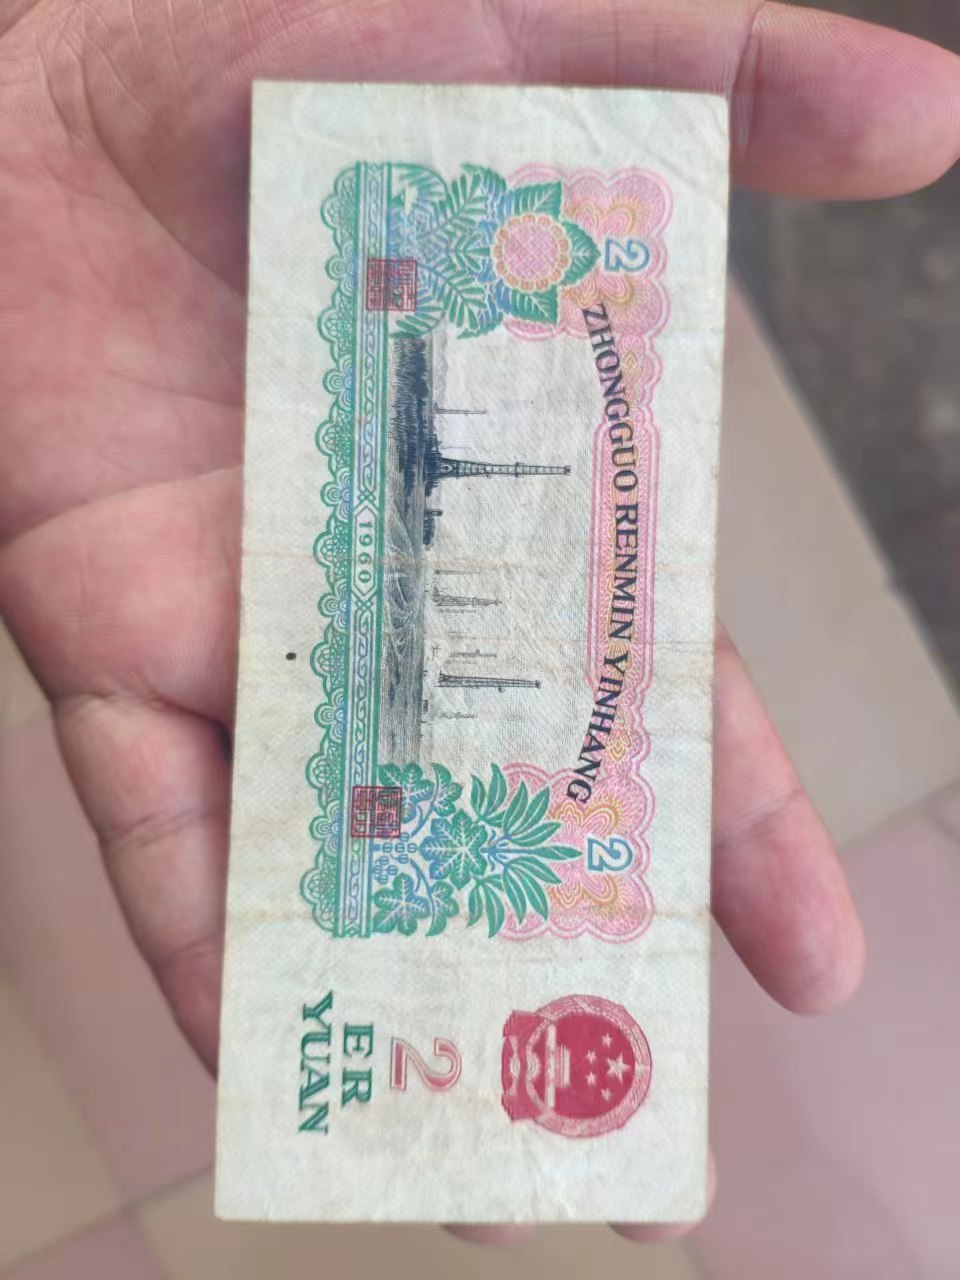 2
ZHONGGUO RENMIN YINHANG
2
1960
2
ER
YUAN